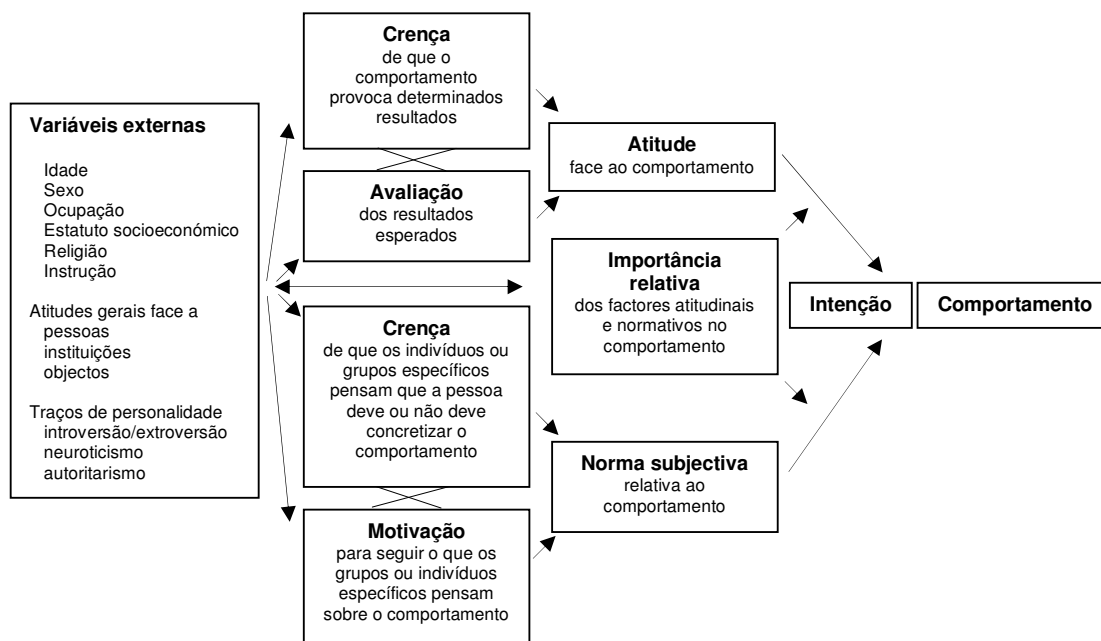 Variáveis externas
Idade
Sexo
Ocupação
Estatuto socioeconómico
Religião
Instrução
Atitudes gerais face a
pessoas
instituições
objectos
Traços de personalidade
introversão/extroversão
neuroticismo
autoritarismo
Crença
de que o
comportamento
provoca determinados
resultados
Avaliação
dos resultados
esperados
Crença
de que os indivíduos ou
grupos específicos
pensam que a pessoa
deve ou não deve
concretizar o
comportamento
Motivação
para seguir o que os
grupos ou indivíduos
específicos pensam
sobre o comportamento
Atitude
face ao comportamento
Importância
relativa
dos factores atitudinais
e normativos no
comportamento
Norma subjectiva
relativa ao
comportamento
Intenção
Comportamento